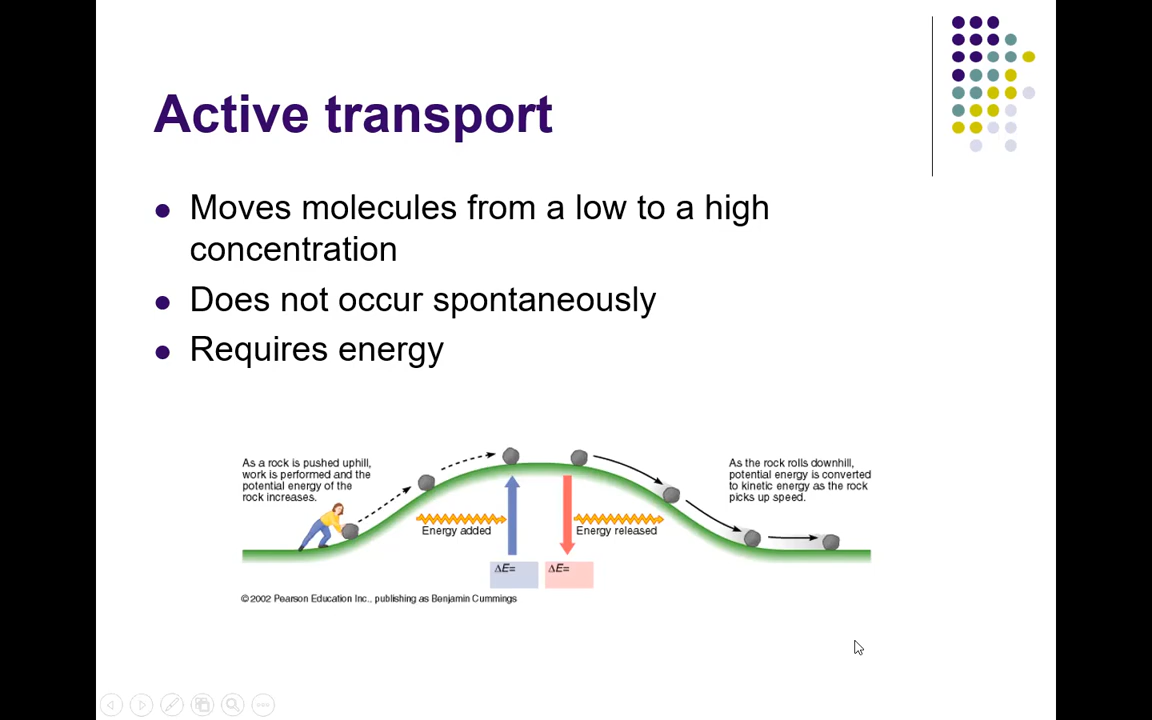 Active transport
Moves molecules from a low to a high
concentration
Does not occur spontaneously
Requires energy
As a rock is pushed uphill,
work is performed and the
potential energy of the
rock increases.
Energy added
Energy released
As the rock rolls downhill,
potential energy is converted
to kinetic energy as the rock
picks up speed.
ΔE=
ΔE=
© 2002 Pearson Education Inc., publishing as Benjamin Cummings